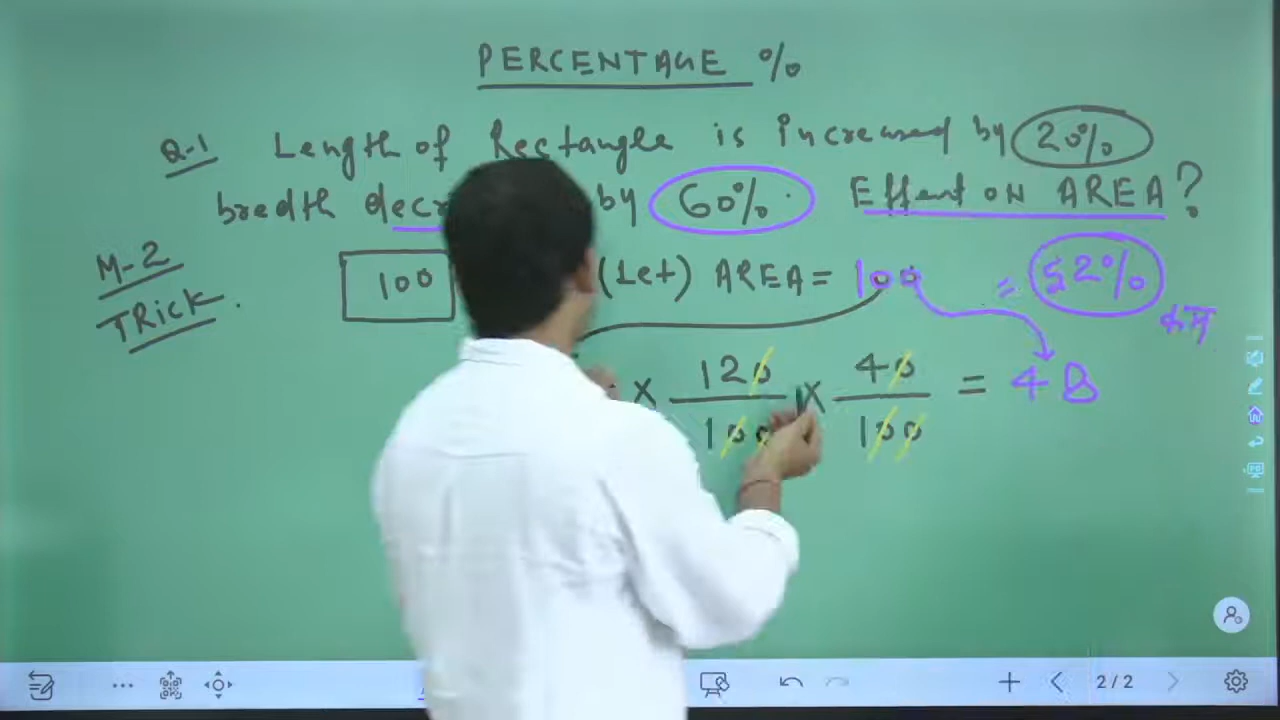 PERCENTAGE %
Q-1 Length of Rectangle is increased by 20%
bredth decr by 60%. Effect on AREA?
M-2
TRick.
100 (Let) AREA = 100 = 52%
x 120/100 x 40/100 = 48
2/2